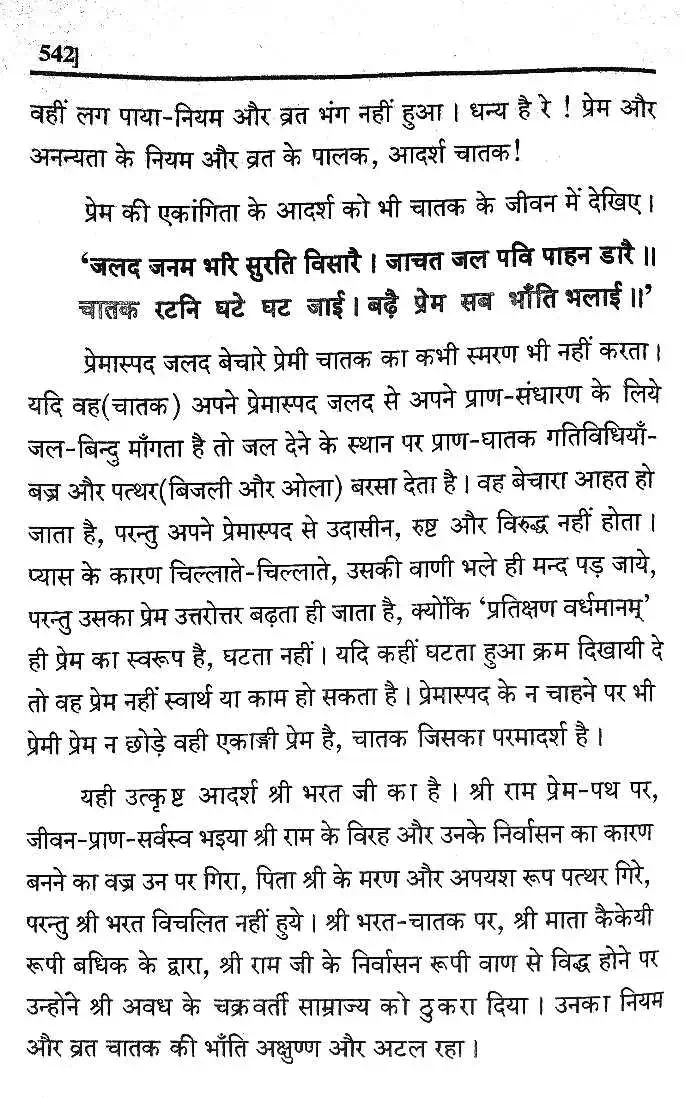 542]
वहीं लग पाया-नियम और व्रत भंग नहीं हुआ । धन्य है रे ! प्रेम और
अनन्यता के नियम और व्रत के पालक, आदर्श चातक!
प्रेम की एकांगिता के आदर्श को भी चातक के जीवन में देखिए ।
‘जलद जनम भरि सुरति विसारै । जाचत जल पवि पाहन डारै ॥
चातक रटनि घटे घट जाई । बढ़ै प्रेम सब भाँति भलाई ॥’
प्रेमास्पद जलद बेचारे प्रेमी चातक का कभी स्मरण भी नहीं करता ।
यदि वह(चातक) अपने प्रेमास्पद जलद से अपने प्राण-संधारण के लिये
जल-बिन्दु माँगता है तो जल देने के स्थान पर प्राण-घातक गतिविधियाँ-
बज्र और पत्थर(बिजली और ओला) बरसा देता है । वह बेचारा आहत हो
जाता है, परन्तु अपने प्रेमास्पद से उदासीन, रुष्ट और विरुद्ध नहीं होता ।
प्यास के कारण चिल्लाते-चिल्लाते, उसकी वाणी भले ही मन्द पड़ जाये,
परन्तु उसका प्रेम उत्तरोत्तर बढ़ता ही जाता है, क्योंकि ‘प्रतिक्षण वर्धमानम्’
ही प्रेम का स्वरूप है, घटता नहीं । यदि कहीं घटता हुआ क्रम दिखायी दे
तो वह प्रेम नहीं स्वार्थ या काम हो सकता है । प्रेमास्पद के न चाहने पर भी
प्रेमी प्रेम न छोड़े वही एकाङ्गी प्रेम है, चातक जिसका परमादर्श है ।
यही उत्कृष्ट आदर्श श्री भरत जी का है । श्री राम प्रेम-पथ पर,
जीवन-प्राण-सर्वस्व भइया श्री राम के विरह और उनके निर्वासन का कारण
बनने का वज्र उन पर गिरा, पिता श्री के मरण और अपयश रूप पत्थर गिरे,
परन्तु श्री भरत विचलित नहीं हुये । श्री भरत-चातक पर, श्री माता कैकेयी
रूपी बधिक के द्वारा, श्री राम जी के निर्वासन रूपी वाण से विद्ध होने पर
उन्होंने श्री अवध के चक्रवर्ती साम्राज्य को ठुकरा दिया । उनका नियम
और व्रत चातक की भाँति अक्षुण्ण और अटल रहा ।